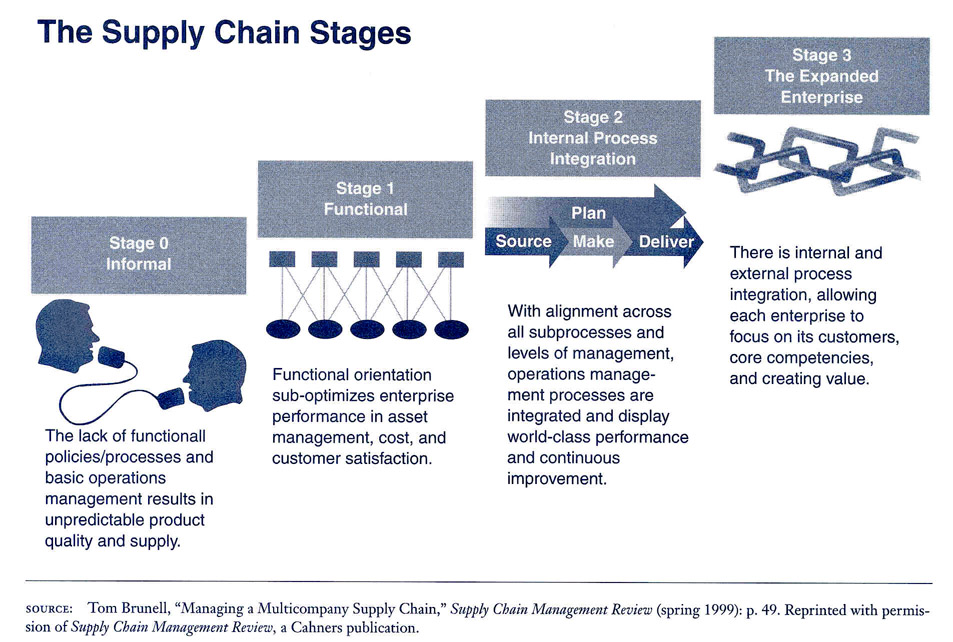 The Supply Chain Stages
Stage 0
Informal
The lack of functionall
policies/processes and
basic operations
management results in
unpredictable product
quality and supply.
Stage 1
Functional
Functional orientation
sub-optimizes enterprise
performance in asset
management, cost, and
customer satisfaction.
Stage 2
Internal Process
Integration
Plan
Source Make Deliver
With alignment across
all subprocesses and
levels of management,
operations manage-
ment processes are
integrated and display
world-class performance
and continuous
improvement.
Stage 3
The Expanded
Enterprise
There is internal and
external process
integration, allowing
each enterprise to
focus on its customers,
core competencies,
and creating value.
SOURCE: Tom Brunell, “Managing a Multicompany Supply Chain,” Supply Chain Management Review (spring 1999): p. 49. Reprinted with permis-
sion of Supply Chain Management Review, a Cahners publication.